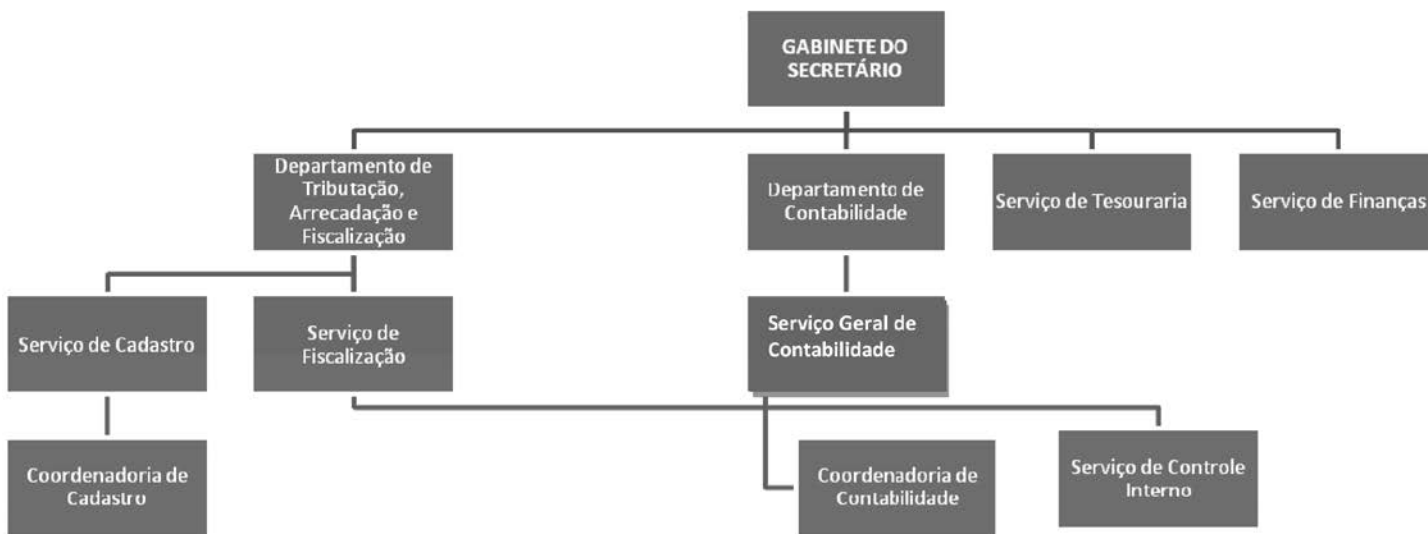 GABINETE DO
SECRETÁRIO
Departamento de
Tributação,
Arrecadação e
Fiscalização
Departamento de
Contabilidade
Serviço de Tesouraria
Serviço de Finanças
Serviço de Cadastro
Serviço de
Fiscalização
Serviço Geral de
Contabilidade
Coordenadoria de
Cadastro
Coordenadoria de
Contabilidade
Serviço de Controle
Interno